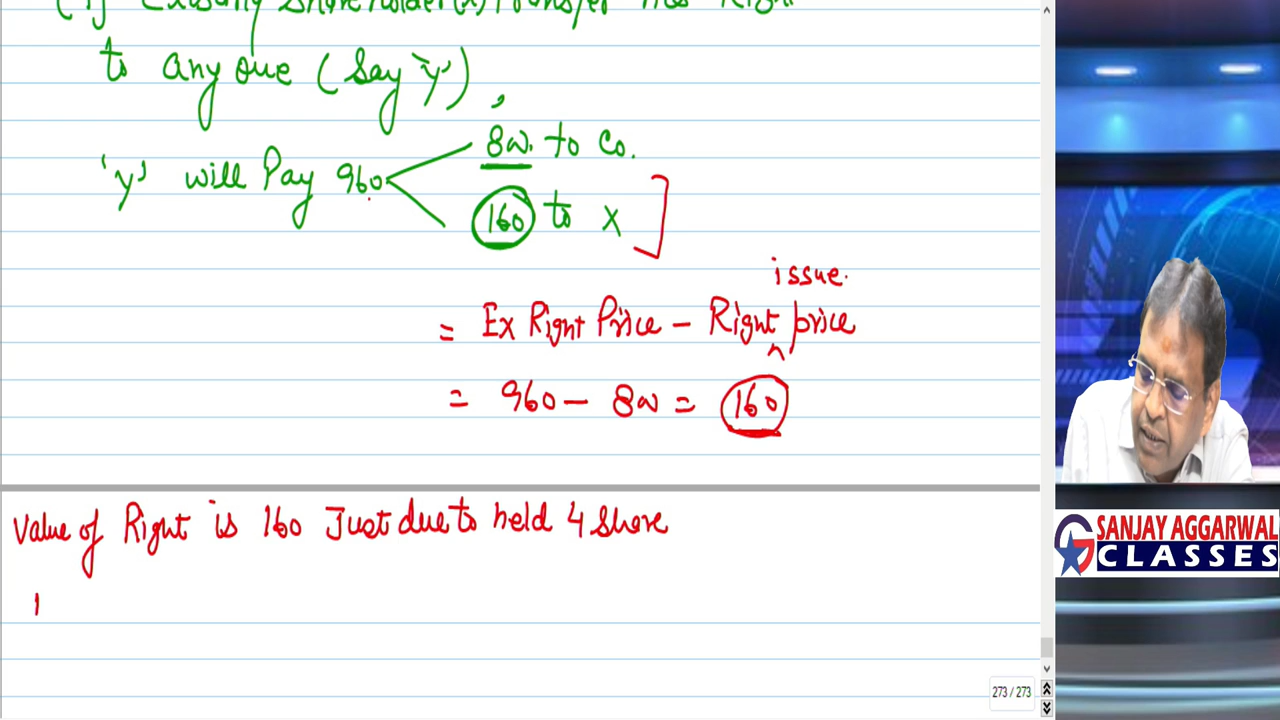 to any one (Say 'y'),
'y' will Pay 960
800 to Co.
160 to x
issue.
= Ex Right Price – Right price
= 960 – 800 = 160
Value of Right is 160 Just due to held 4 share
1
SANJAY AGGARWAL
CLASSES
273 / 273